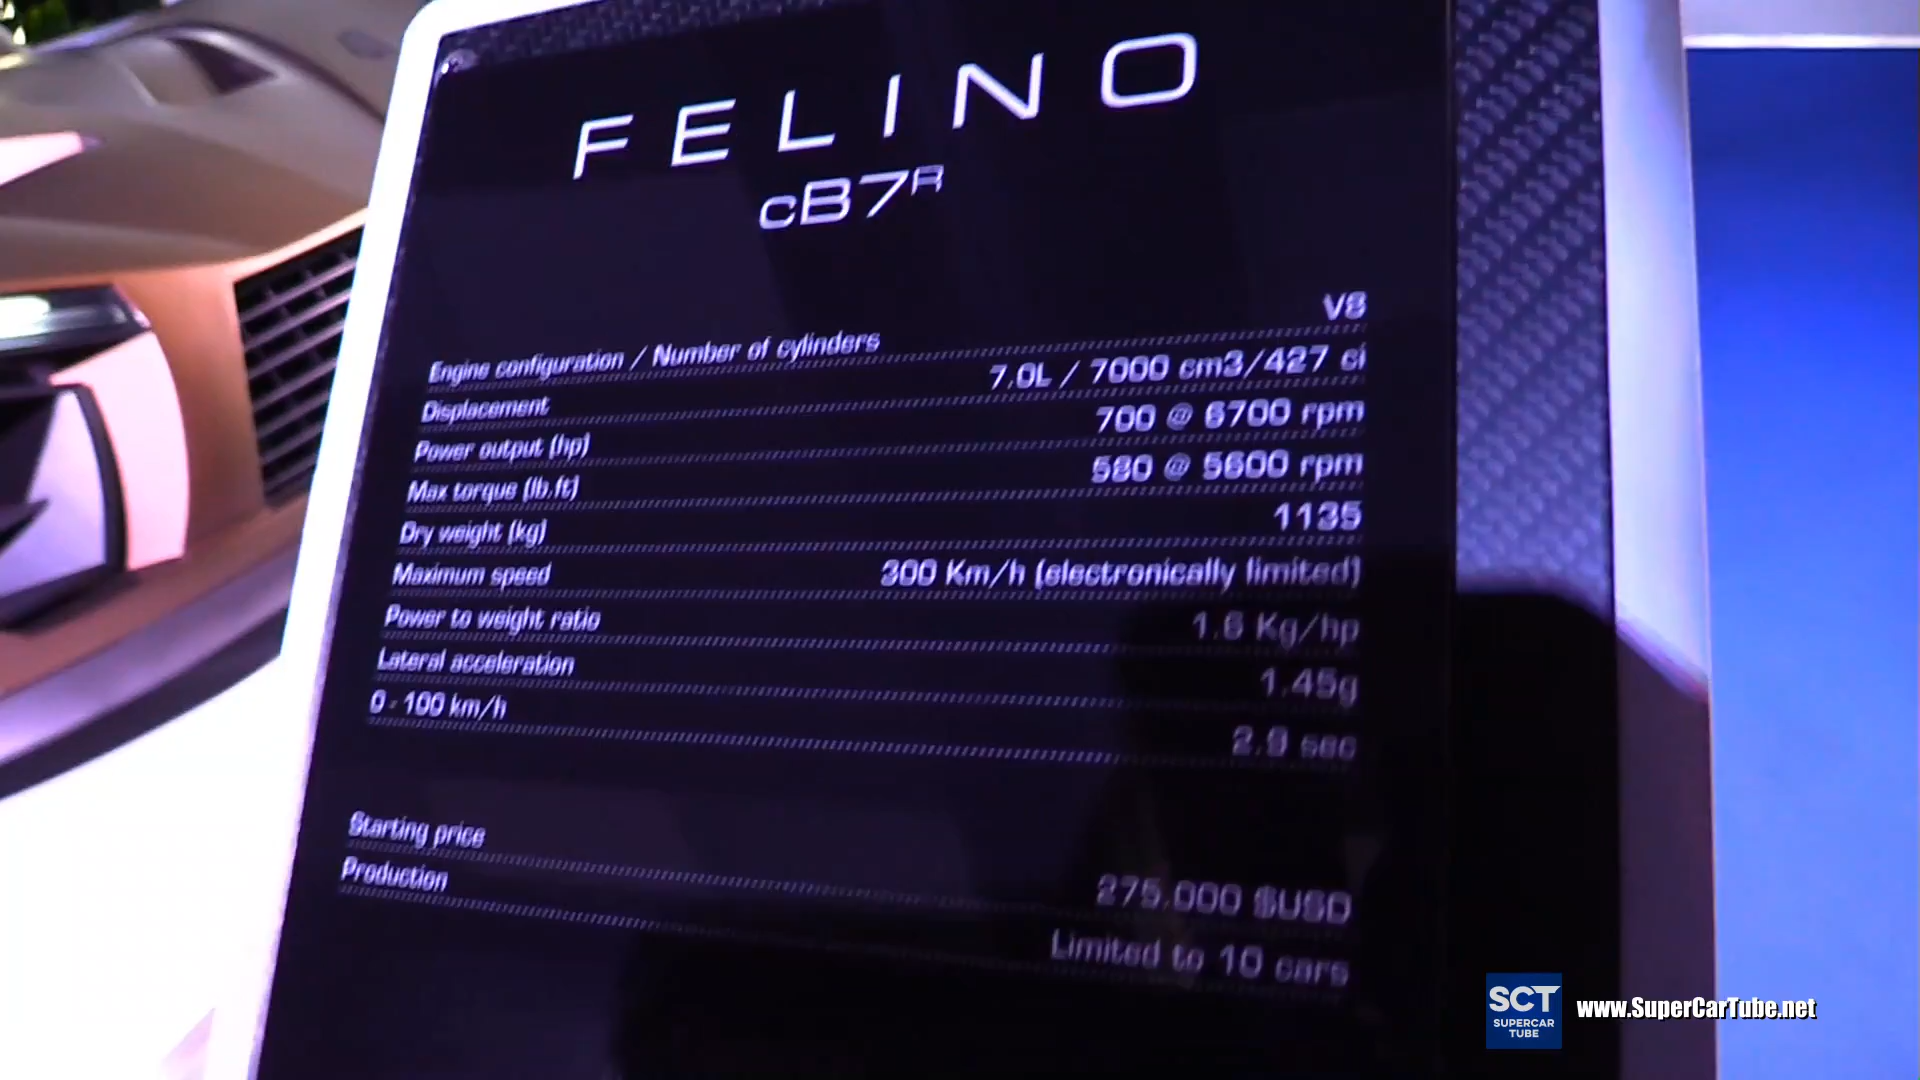 FELINO
cB7R
Engine configuration / Number of cylinders V8
Displacement 7.0L / 7000 cm3/427 ci
Power output (hp) 700 @ 6700 rpm
Max torque (lb.ft) 580 @ 5600 rpm
Dry weight (kg) 1135
Maximum speed 300 Km/h (electronically limited)
Power to weight ratio 1.6 Kg/hp
Lateral acceleration 1.45g
0 - 100 km/h 2.9 sec
Starting price 275,000 $USD
Production Limited to 10 cars
SCT
SUPERCAR
TUBE
www.SuperCarTube.net